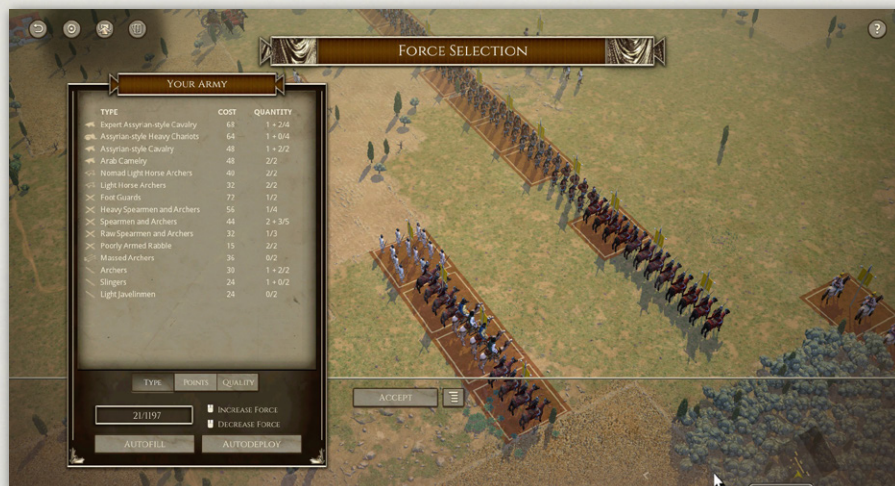 ?
FORCE SELECTION
YOUR ARMY
TYPE COST QUANTITY
Expert Assyrian-style Cavalry 68 1 + 2/4
Assyrian-style Heavy Chariots 64 1 + 0/4
Assyrian-style Cavalry 48 1 + 2/2
Arab Camelry 48 2/2
Nomad Light Horse Archers 40 2/2
Light Horse Archers 32 2/2
Foot Guards 77 1/2
Heavy Spearmen and Archers 56 1/4
Spearmen and Archers 44 2 + 3/5
Raw Spearmen and Archers 32 1/3
Poorly Armed Rabble 15 2/2
Massed Archers 36 0/2
Archers 30 1 + 2/2
Slingers 24 1 + 0/2
Light Javelinmen 24 0/2
TYPE POINTS QUALITY
21/1197
INCREASE FORCE
DECREASE FORCE
AUTOFILL AUTODEPLOY
ACCEPT